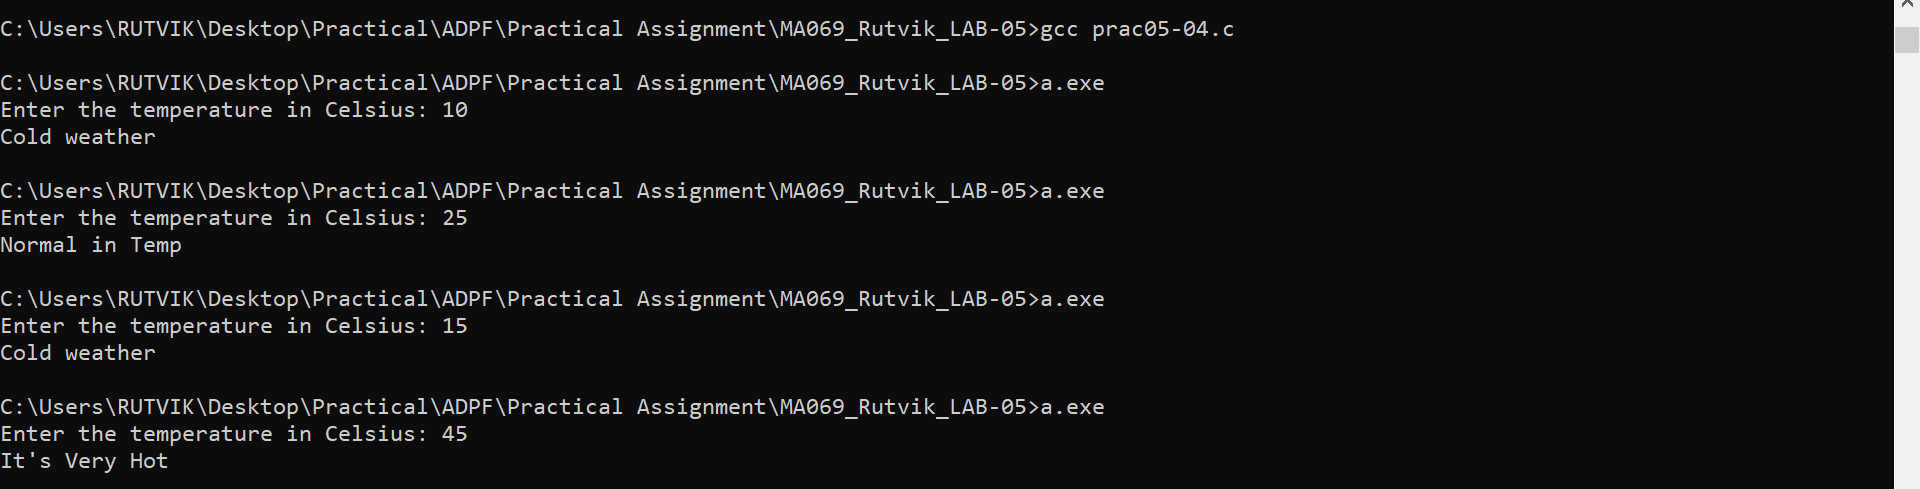 C:\Users\RUTVIK\Desktop\Practical\ADPF\Practical Assignment\MA069_Rutvik_LAB-05>gcc prac05-04.c
C:\Users\RUTVIK\Desktop\Practical\ADPF\Practical Assignment\MA069_Rutvik_LAB-05>a.exe
Enter the temperature in Celsius: 10
Cold weather
C:\Users\RUTVIK\Desktop\Practical\ADPF\Practical Assignment\MA069_Rutvik_LAB-05>a.exe
Enter the temperature in Celsius: 25
Normal in Temp
C:\Users\RUTVIK\Desktop\Practical\ADPF\Practical Assignment\MA069_Rutvik_LAB-05>a.exe
Enter the temperature in Celsius: 15
Cold weather
C:\Users\RUTVIK\Desktop\Practical\ADPF\Practical Assignment\MA069_Rutvik_LAB-05>a.exe
Enter the temperature in Celsius: 45
It's Very Hot